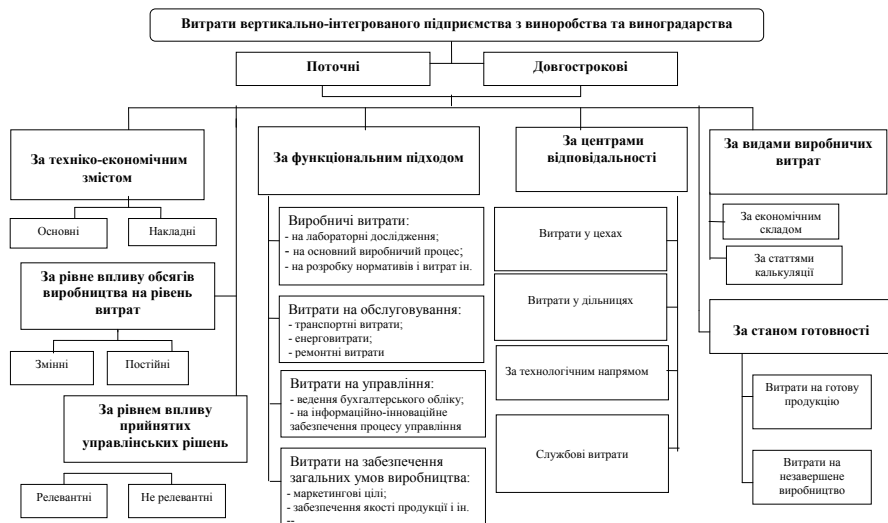 Витрати вертикально-інтегрованого підприємства з виноробства та виноградарства
Поточні
Довгострокові
За техніко-економічним
змістом
Основні
Накладні
За рівне впливу обсягів
виробництва на рівень
витрат
Змінні
Постійні
За рівнем впливу
прийнятих
управлінських рішень
Релевантні
Не релевантні
За функціональним підходом
Виробничі витрати:
- на лабораторні дослідження;
- на основний виробничий процес;
- на розробку нормативів і витрат ін.
Витрати на обслуговування:
- транспортні витрати;
- енерговитрати;
- ремонтні витрати
Витрати на управління:
- ведення бухгалтерського обліку;
- на інформаційно-інноваційне
забезпечення процесу управління
Витрати на забезпечення
загальних умов виробництва:
- маркетингові цілі;
- забезпечення якості продукції і ін.
За центрами
відповідальності
Витрати у цехах
Витрати у дільницях
За технологічним напрямом
Службові витрати
За видами виробничих
витрат
За економічним
складом
За статтями
калькуляції
За станом готовності
Витрати на готову
продукцію
Витрати на
незавершене
виробництво